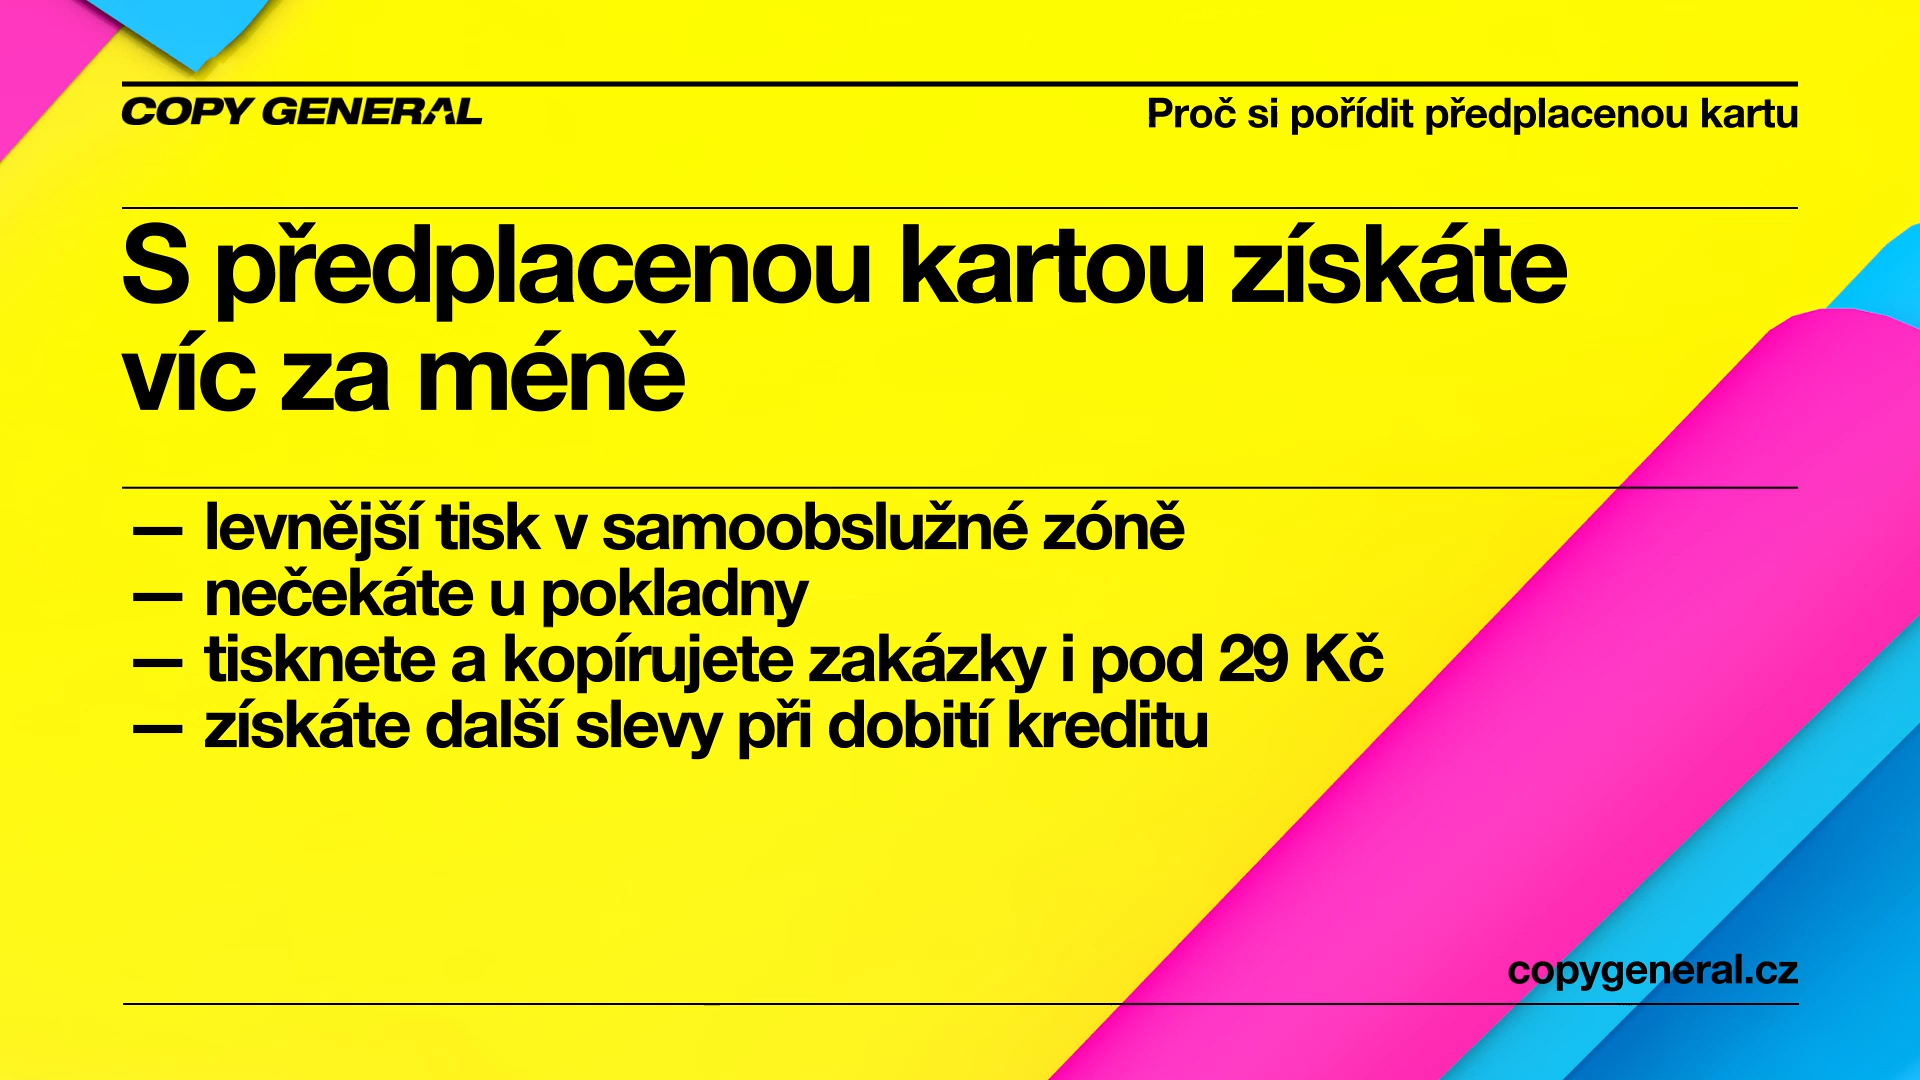 COPY GENERAL
Proč si pořídit předplacenou kartu
S předplacenou kartou získáte
víc za méně
— levnější tisk v samoobslužné zóně
— nečekáte u pokladny
— tisknete a kopírujete zakázky i pod 29 Kč
— získáte další slevy při dobití kreditu
copygeneral.cz